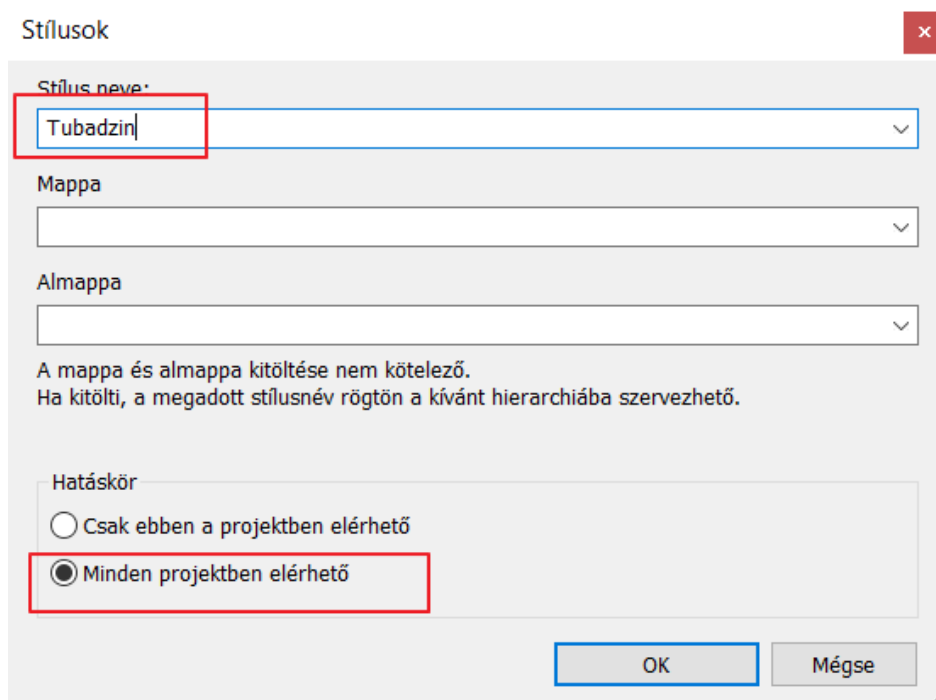 Stílusok
Stílus neve:
Tubadzin
Mappa
Almappa
A mappa és almappa kitöltése nem kötelező.
Ha kitölti, a megadott stílusnév rögtön a kívánt hierarchiába szervezhető.
Hatáskör
Csak ebben a projektben elérhető
Minden projektben elérhető
OK Mégse